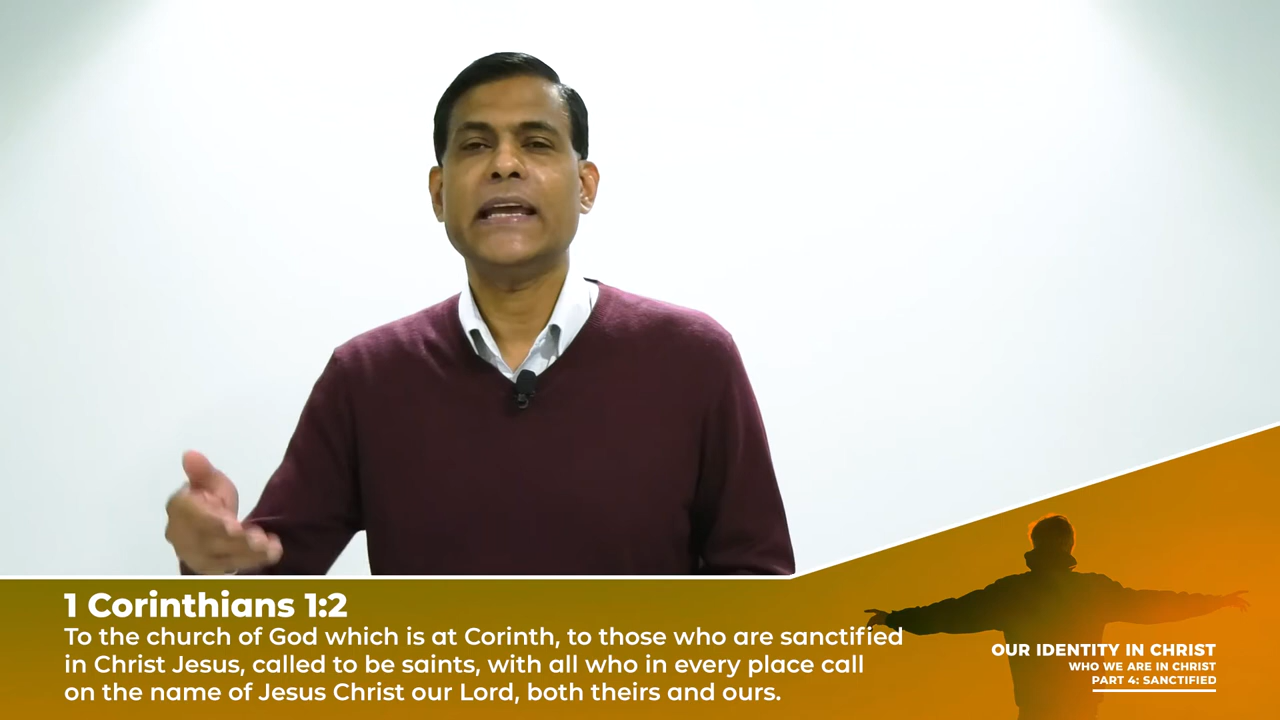 1 Corinthians 1:2
To the church of God which is at Corinth, to those who are sanctified
in Christ Jesus, called to be saints, with all who in every place call
on the name of Jesus Christ our Lord, both theirs and ours.
OUR IDENTITY IN CHRIST
WHO WE ARE IN CHRIST
PART 4: SANCTIFIED